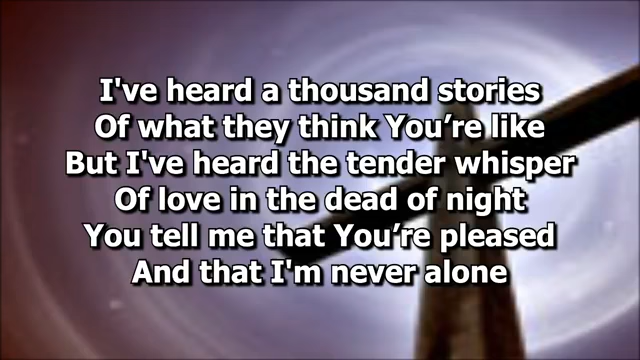 I've heard a thousand stories
Of what they think You’re like
But I've heard the tender whisper
Of love in the dead of night
You tell me that You’re pleased
And that I'm never alone